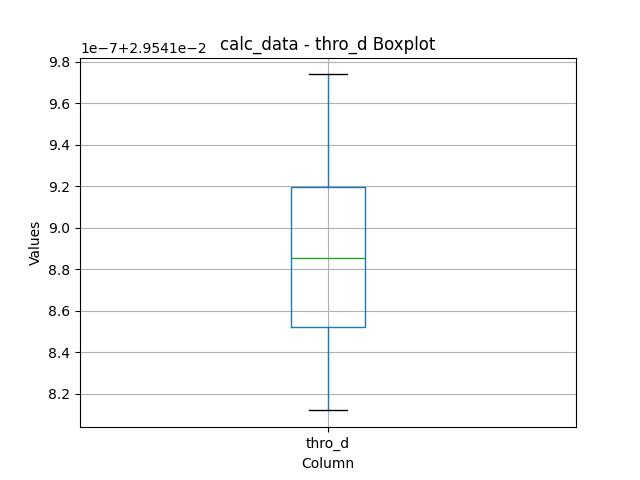 calc_data - thro_d Boxplot
1e−7+2.9541e−2
9.8
9.6
9.4
9.2
9.0
8.8
8.6
8.4
8.2
Values
thro_d
Column